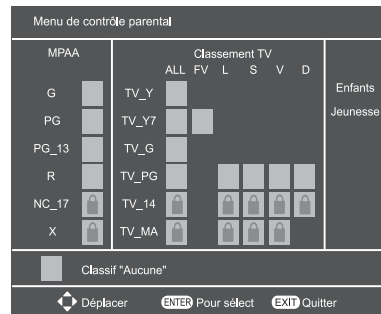 Menu de contrôle parental
MPAA
Classement TV
ALL FV L S V D
G TV_Y Enfants
PG TV_Y7 Jeunesse
PG_13 TV_G
R TV_PG
NC_17 TV_14
X TV_MA
Classif "Aucune"
Déplacer ENTER Pour sélect EXIT Quitter